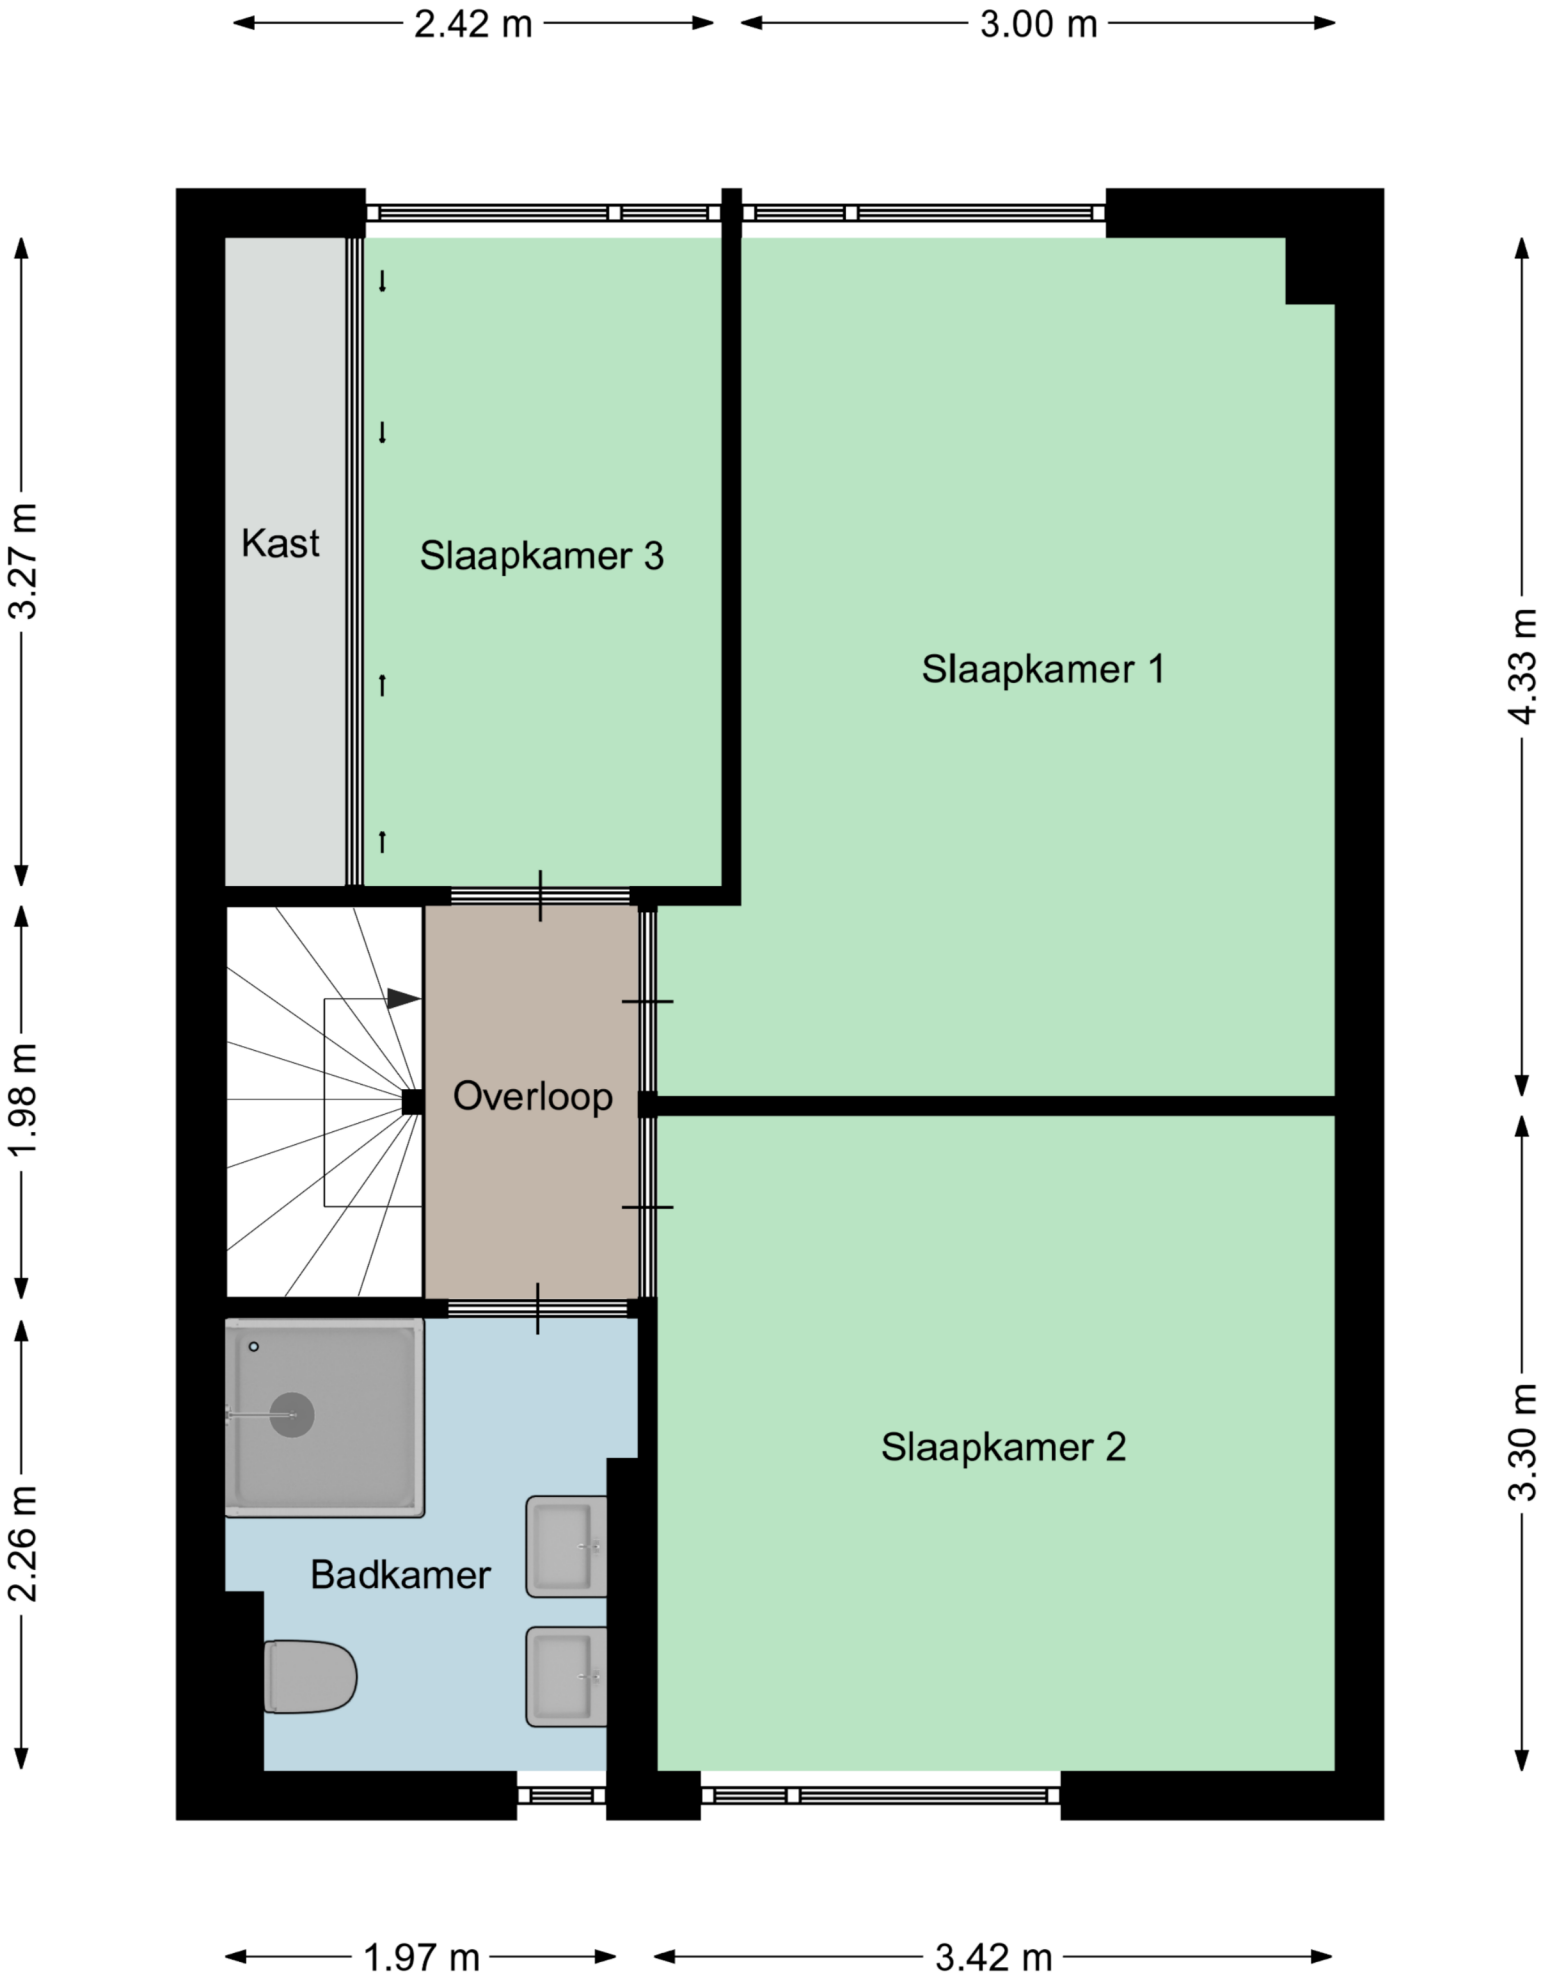 2.42 m
3.00 m
3.27 m
Kast
Slaapkamer 3
Slaapkamer 1
4.33 m
1.98 m
Overloop
2.26 m
Badkamer
Slaapkamer 2
3.30 m
1.97 m
3.42 m